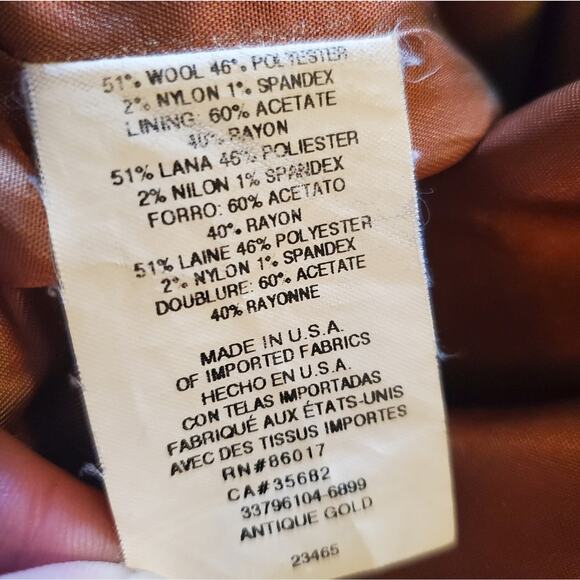 51% WOOL 46% POLYESTER
2% NYLON 1% SPANDEX
LINING: 60% ACETATE
40% RAYON
51% LANA 46% POLIESTER
2% NILON 1% SPANDEX
FORRO: 60% ACETATO
40% RAYON
51% LAINE 46% POLYESTER
2% NYLON 1% SPANDEX
DOUBLURE: 60% ACETATE
40% RAYONNE
MADE IN U.S.A.
OF IMPORTED FABRICS
HECHO EN U.S.A.
CON TELAS IMPORTADAS
FABRIQUÉ AUX ÉTATS-UNIS
AVEC DES TISSUS IMPORTES
RN#86017
CA#35682
33796104-6899
ANTIQUE GOLD
23465